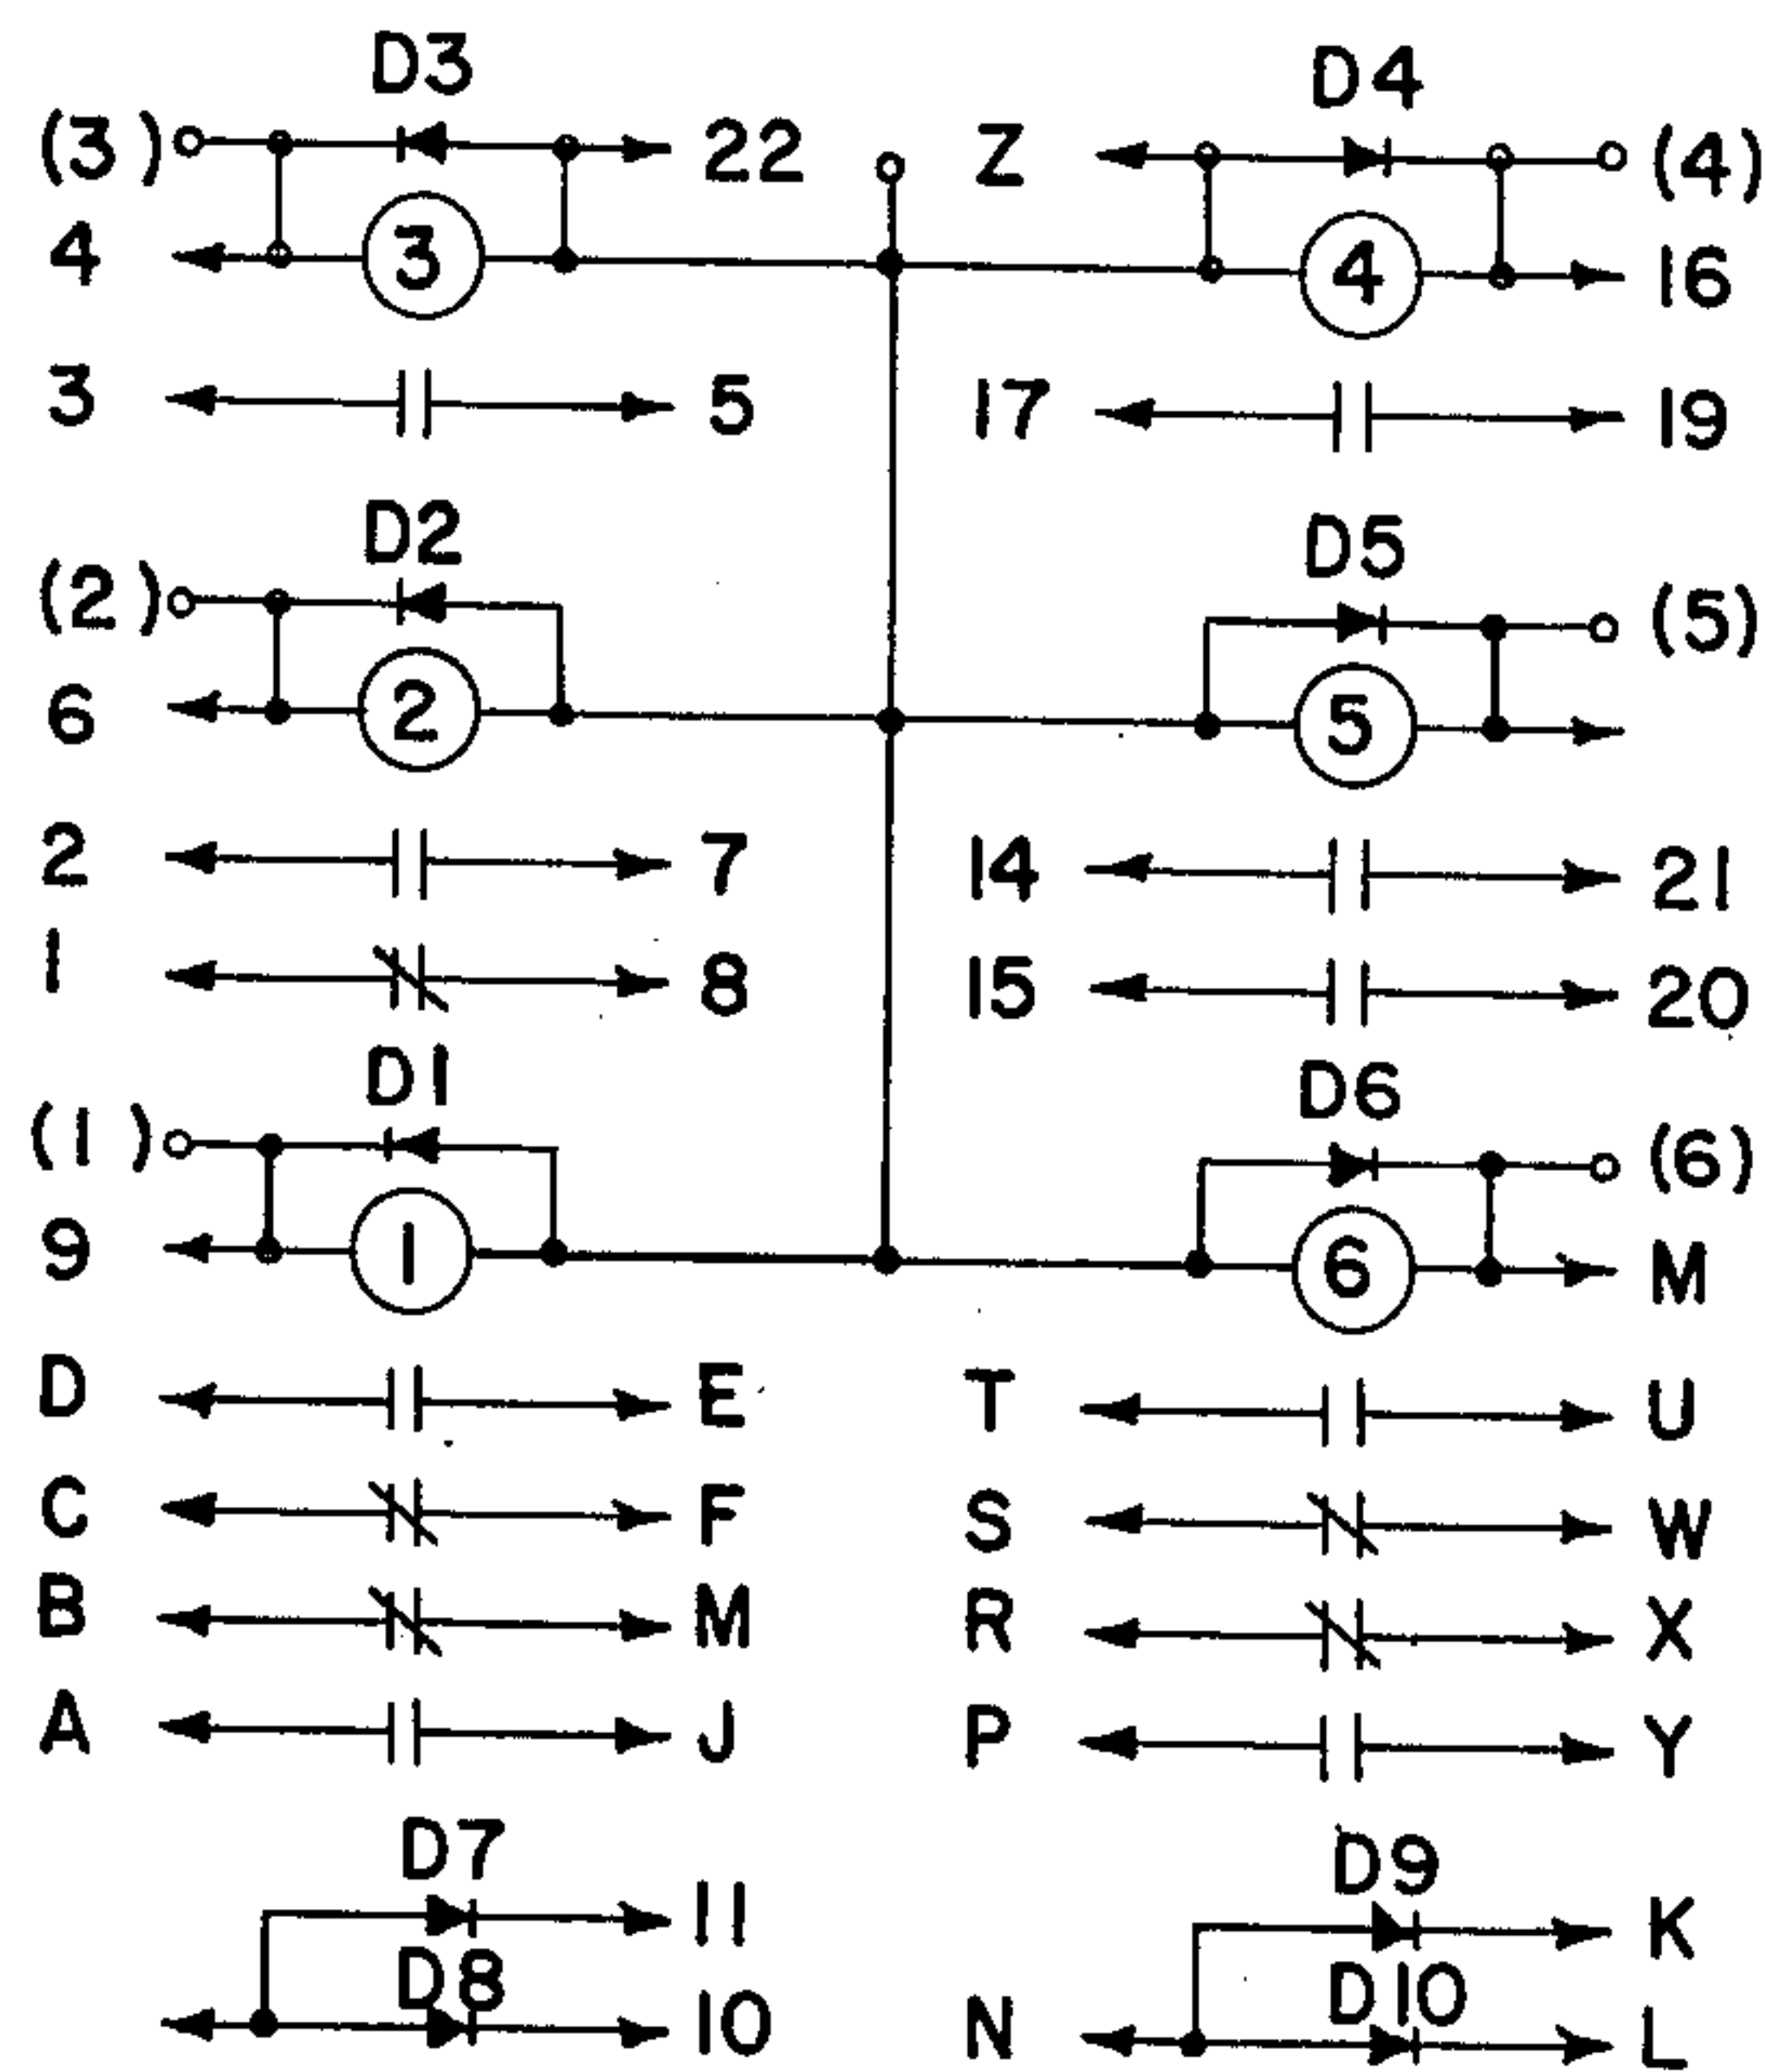 D3 D4
(3) 22 Z (4)
4 3 4 16
3 5 17 19
D2 D5
(2) (5)
6 2 5
2 7 14 21
1 8 15 20
D1 D6
(1) (6)
9 1 6 M
D E T U
C F S W
B M R X
A J P Y
D7 D9
11 K
D8 D10
10 N L